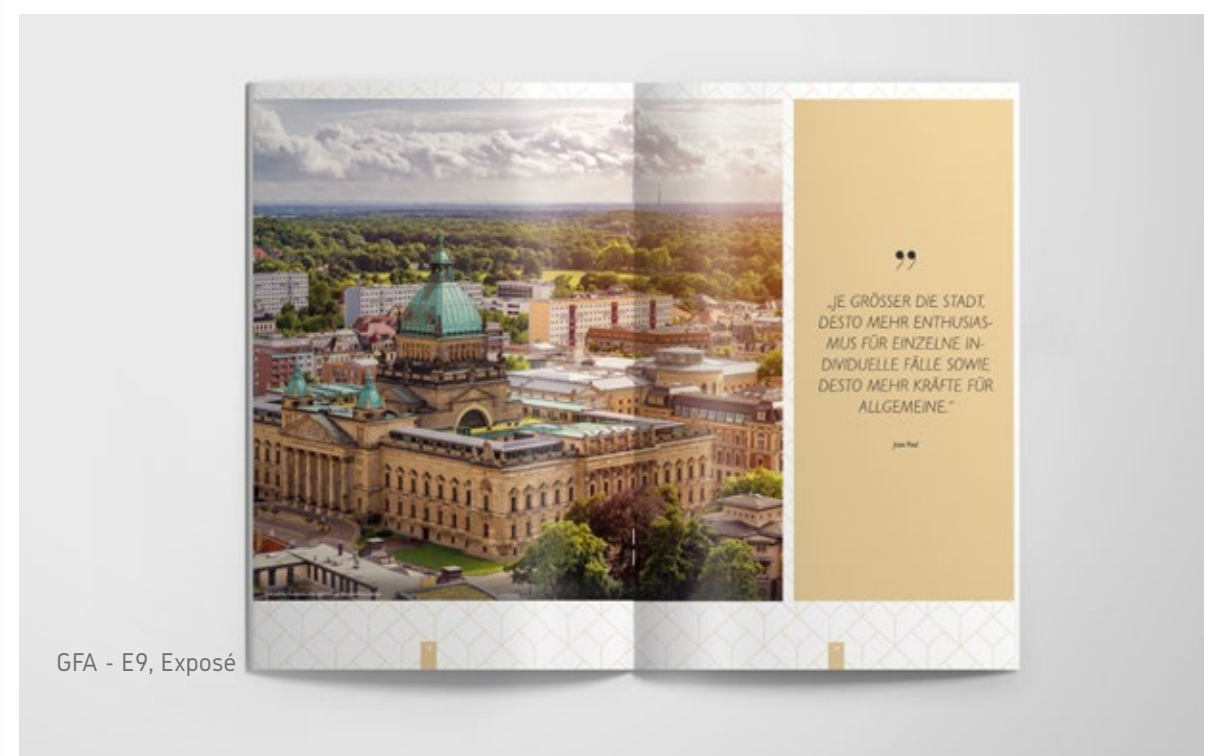 „JE GRÖSSER DIE STADT,
DESTO MEHR ENTHUSIAS-
MUS FÜR EINZELNE IN-
DIVIDUELLE FÄLLE SOWIE
DESTO MEHR KRÄFTE FÜR
ALLGEMEINE.“
Jean Paul
GFA - E9, Exposé